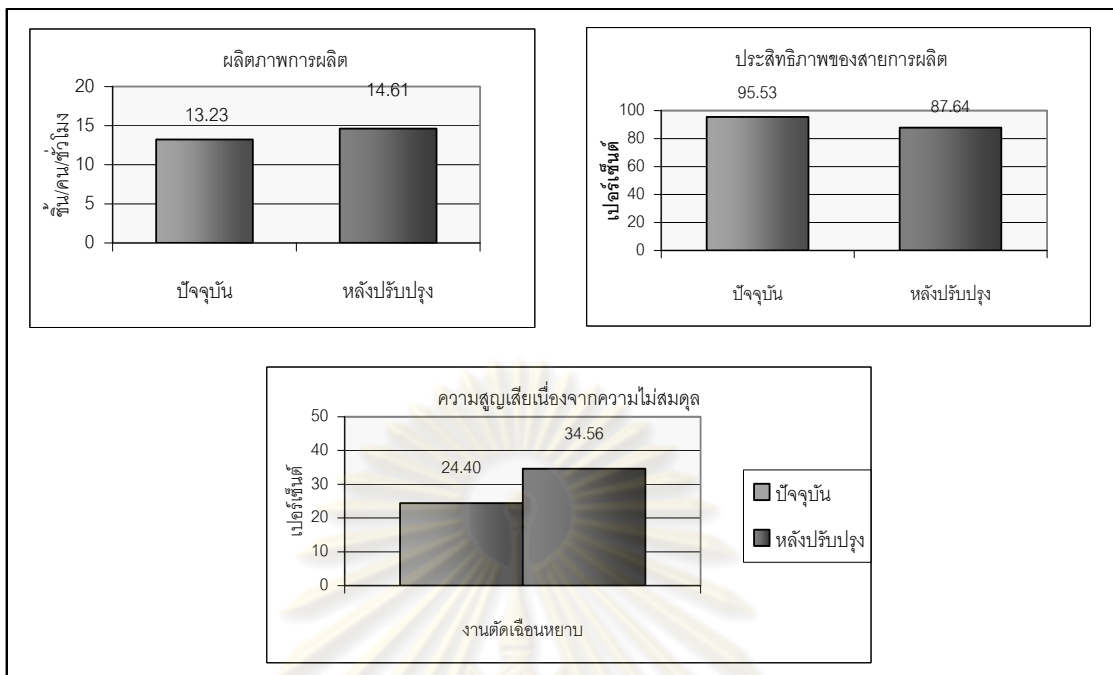 ผลิตภาพการผลิต
ชิ้น/คน/ชั่วโมง
20
15
10
5
0
13.23
14.61
ปัจจุบัน
หลังปรับปรุง
ประสิทธิภาพของสายการผลิต
เปอร์เซ็นต์
100
80
60
40
20
0
95.53
87.64
ปัจจุบัน
หลังปรับปรุง
ความสูญเสียเนื่องจากความไม่สมดุล
เปอร์เซ็นต์
50
40
30
20
10
0
24.40
34.56
งานตัดเฉือนหยาบ
ปัจจุบัน
หลังปรับปรุง